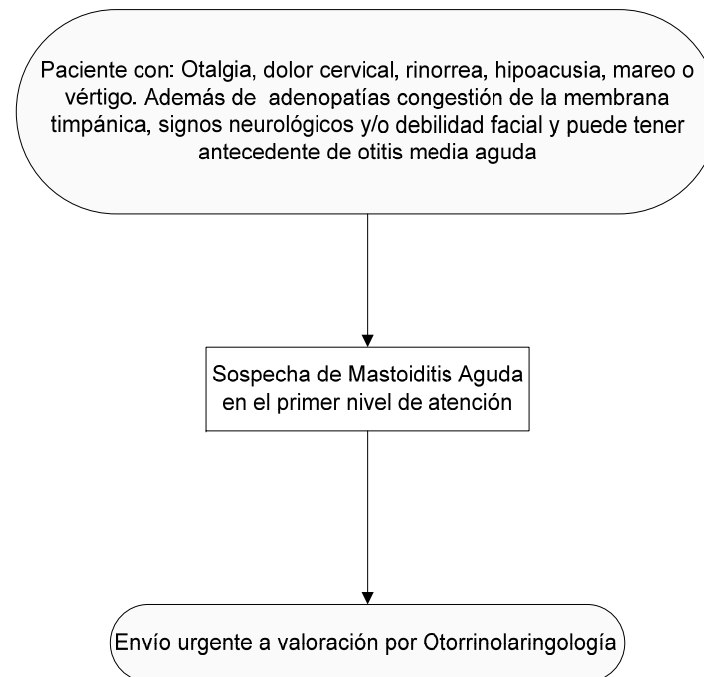 Paciente con: Otalgia, dolor cervical, rinorrea, hipoacusia, mareo o
vértigo. Además de  adenopatías congestión de la membrana
timpánica, signos neurológicos y/o debilidad facial y puede tener
antecedente de otitis media aguda
Sospecha de Mastoiditis Aguda
en el primer nivel de atención
Envío urgente a valoración por Otorrinolaringología